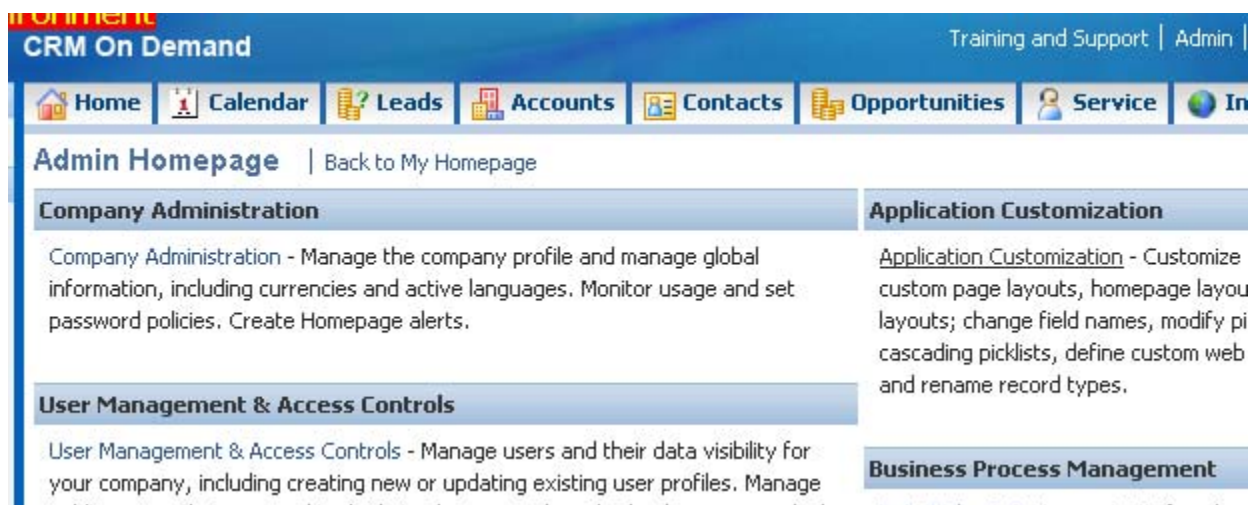 CRM On Demand
Training and Support | Admin |
Home Calendar Leads Accounts Contacts Opportunities Service
Admin Homepage | Back to My Homepage
Company Administration
Company Administration - Manage the company profile and manage global
information, including currencies and active languages. Monitor usage and set
password policies. Create Homepage alerts.
User Management & Access Controls
User Management & Access Controls - Manage users and their data visibility for
your company, including creating new or updating existing user profiles. Manage
Application Customization
Application Customization - Customize
custom page layouts, homepage layou
layouts; change field names, modify pi
cascading picklists, define custom web
and rename record types.
Business Process Management